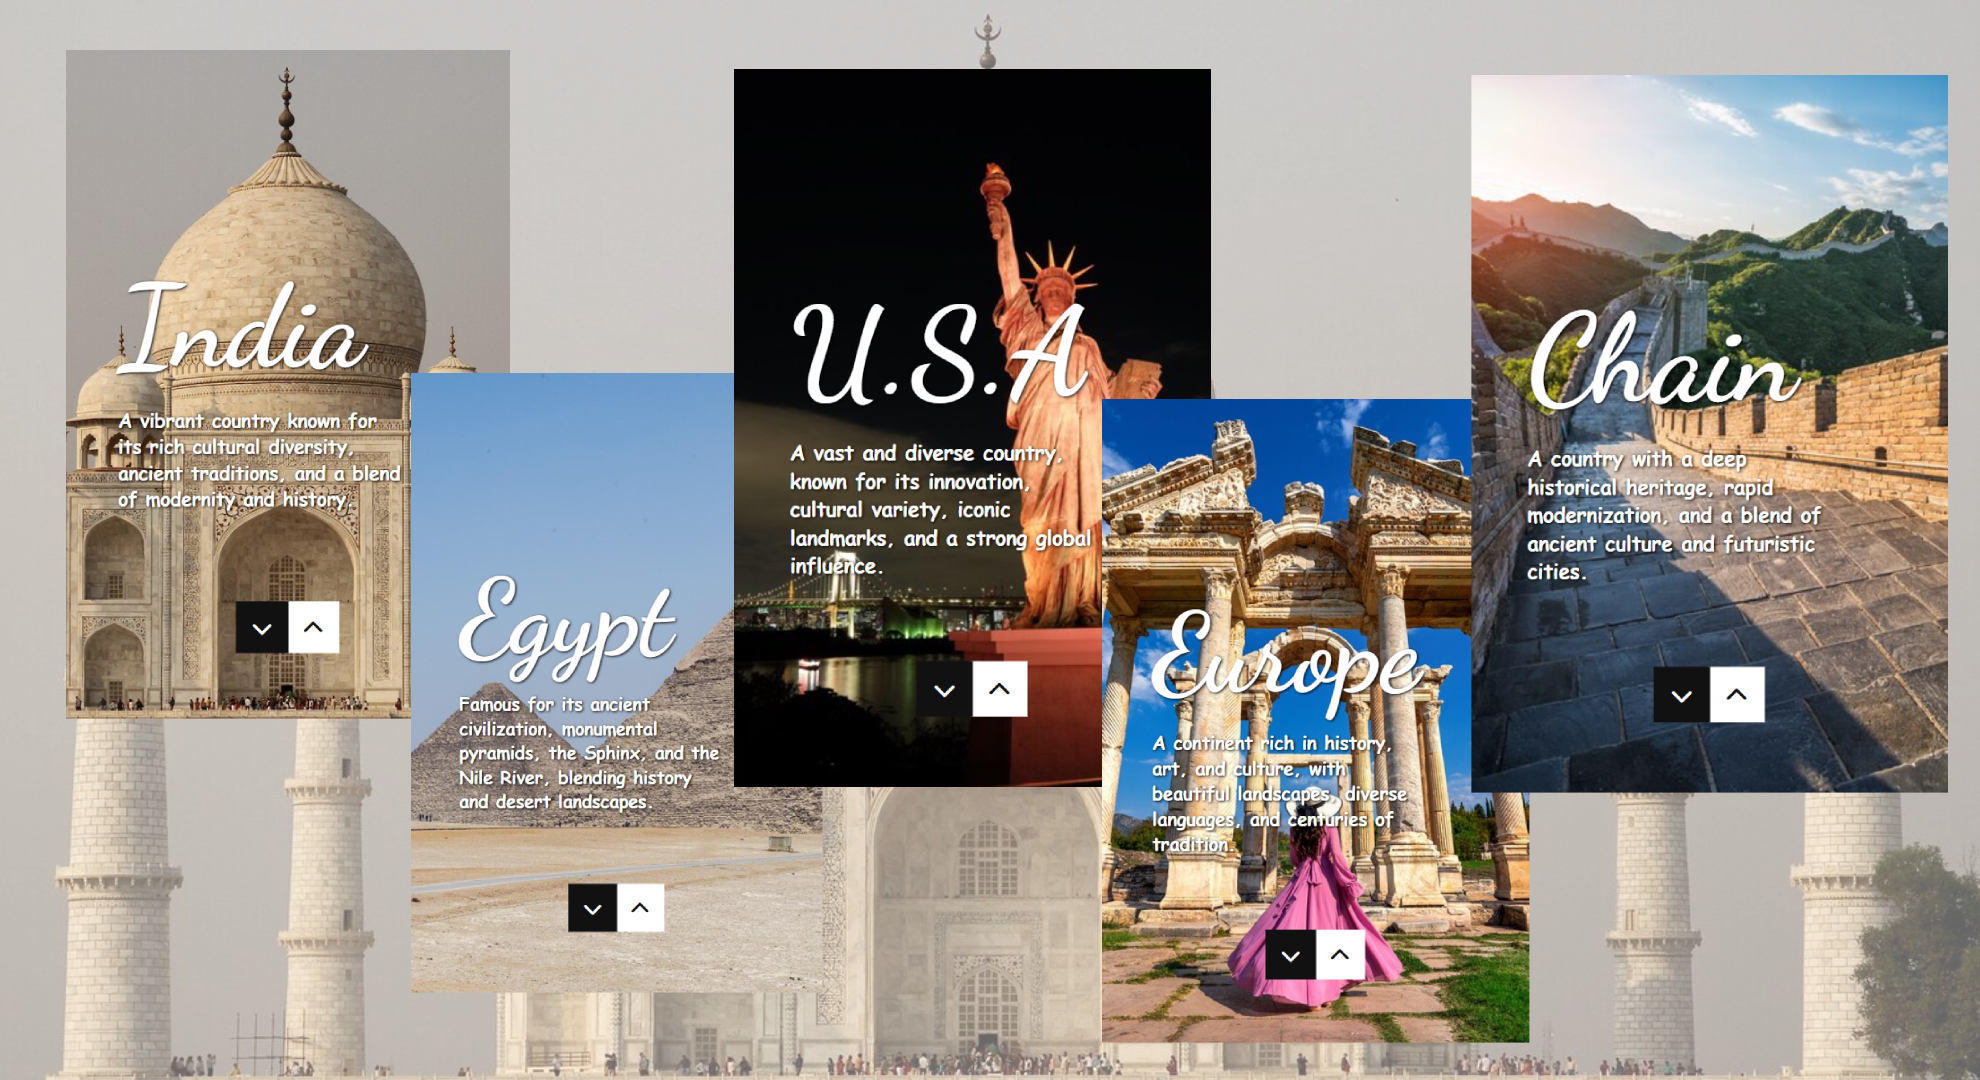 India
A vibrant country known for
its rich cultural diversity,
ancient traditions, and a blend
of modernity and history.
Egypt
Famous for its ancient
civilization, monumental
pyramids, the Sphinx, and the
Nile River, blending history
and desert landscapes.
U.S.A
A vast and diverse country,
known for its innovation,
cultural variety, iconic
landmarks, and a strong global
influence.
Europe
A continent rich in history,
art, and culture, with
beautiful landscapes, diverse
languages, and centuries of
tradition.
Chain
A country with a deep
historical heritage, rapid
modernization, and a blend of
ancient culture and futuristic
cities.